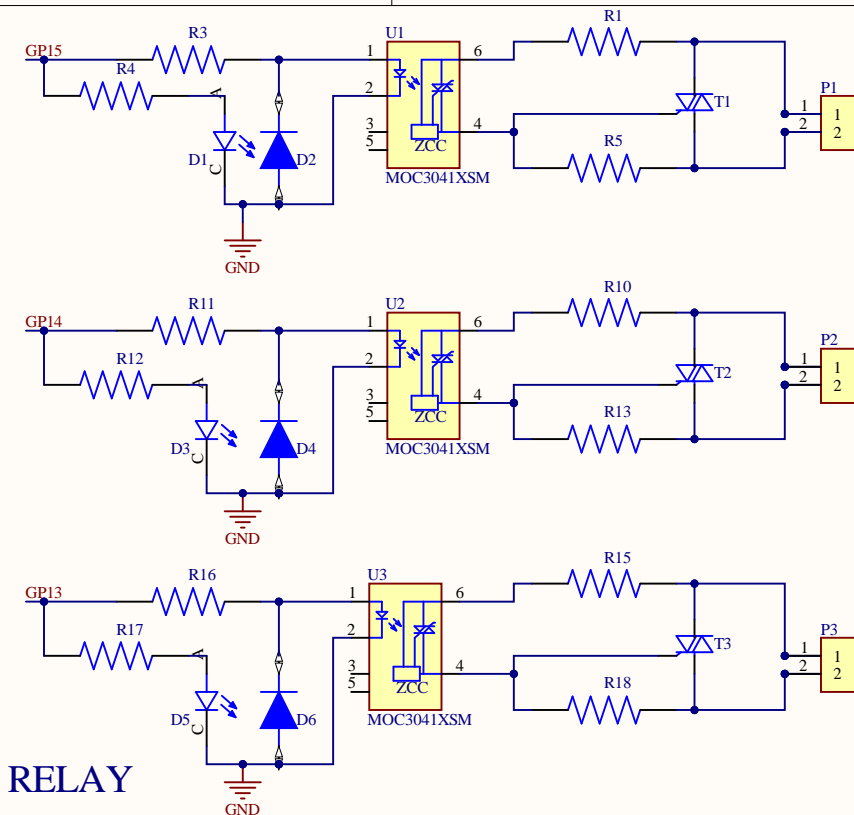 GP15
R3
R4
A
D1
C
D2
GND
U1
1
2
3
5
6
4
ZCC
MOC3041XSM
R1
T1
R5
P1
1
2
1
2
GP14
R11
R12
A
D3
C
D4
GND
U2
1
2
3
5
6
4
ZCC
MOC3041XSM
R10
T2
R13
P2
1
2
1
2
GP13
R16
R17
A
D5
C
D6
GND
U3
1
2
3
5
6
4
ZCC
MOC3041XSM
R15
T3
R18
P3
1
2
1
2
RELAY